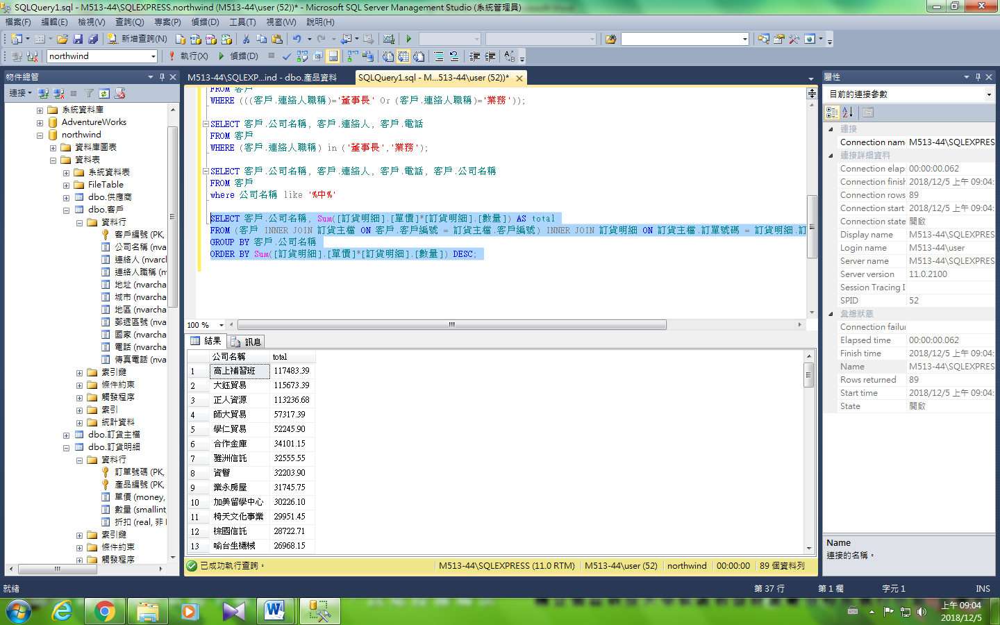 SQLQuery1.sql - M513-44\SQLEXPRESS.northwind (M513-44\user (52))* - Microsoft SQL Server Management Studio (系統管理員)
檔案(F) 編輯(E) 檢視(V) 查詢(Q) 專案(P) 偵錯(D) 工具(T) 視窗(W) 說明(H)
新增查詢(N)
northwind 執行(X) 偵錯(D)
物件總管
連接
系統資料庫
AdventureWorks
northwind
資料庫圖表
資料表
系統資料表
FileTable
dbo.供應商
dbo.客戶
資料行
客戶編號 (PK,
公司名稱 (nva
連絡人 (nvarc
連絡人職稱 (n
地址 (nvarcha
城市 (nvarcha
地區 (nvarcha
郵遞區號 (nva
國家 (nvarcha
電話 (nvarcha
傳真電話 (nva
索引鍵
條件約束
觸發程序
索引
統計資料
dbo.訂貨主檔
dbo.訂貨明細
資料行
訂單號碼 (PK,
產品編號 (PK,
單價 (money,
數量 (smallint
折扣 (real, 非
索引鍵
條件約束
觸發程序
M513-44\SQLEXP...ind - dbo.產品資料 SQLQuery1.sql - M...513-44\user (52))*
FROM 客戶
WHERE (((客戶.連絡人職稱)='董事長' Or (客戶.連絡人職稱)='業務'));
SELECT 客戶.公司名稱, 客戶.連絡人, 客戶.電話
FROM 客戶
WHERE (客戶.連絡人職稱) in ('董事長','業務');
SELECT 客戶.公司名稱, 客戶.連絡人, 客戶.電話, 客戶.公司名稱
FROM 客戶
where 公司名稱 like '%中%'
SELECT 客戶.公司名稱, Sum([訂貨明細].[單價]*[訂貨明細].[數量]) AS total
FROM (客戶 INNER JOIN 訂貨主檔 ON 客戶.客戶編號 = 訂貨主檔.客戶編號) INNER JOIN 訂貨明細 ON 訂貨主檔.訂單號碼 = 訂貨明細.訂
GROUP BY 客戶.公司名稱
ORDER BY Sum([訂貨明細].[單價]*[訂貨明細].[數量]) DESC;
100 %
結果 訊息
公司名稱 total
1 高上補習班 117483.39
2 大鈺貿易 115673.39
3 正人資源 113236.68
4 師大貿易 57317.39
5 學仁貿易 52245.90
6 合作金庫 34101.15
7 雅洲信託 32555.55
8 資響 32203.90
9 業永房屋 31745.75
10 加美留學中心 30226.10
11 椅天文化事業 29951.45
12 棕國信託 28722.71
13 喻台生機械 26968.15
已成功執行查詢。 M513-44\SQLEXPRESS (11.0 RTM) M513-44\user (52) northwind 00:00:00 89 個資料列
屬性
目前的連接參數
連接
Connection nam M513-44\SQLEXPRES
連接詳細資料
Connection elap 00:00:00.062
Connection finish 2018/12/5 上午 09:04:
Connection rows 89
Connection start 2018/12/5 上午 09:04:
Connection state 開啟
Display name M513-44\SQLEXPRES
Login name M513-44\user
Server name M513-44\SQLEXPRES
Server version 11.0.2100
Session Tracing I
SPID 52
彙總狀態
Connection failur
Elapsed time 00:00:00.062
Finish time 2018/12/5 上午 09:04:
Name M513-44\SQLEXPRES
Rows returned 89
Start time 2018/12/5 上午 09:04:
State 開啟
Name
連接的名稱。
就緒 第 37 行 第 1 欄 字元 1 INS
上午 09:04
2018/12/5